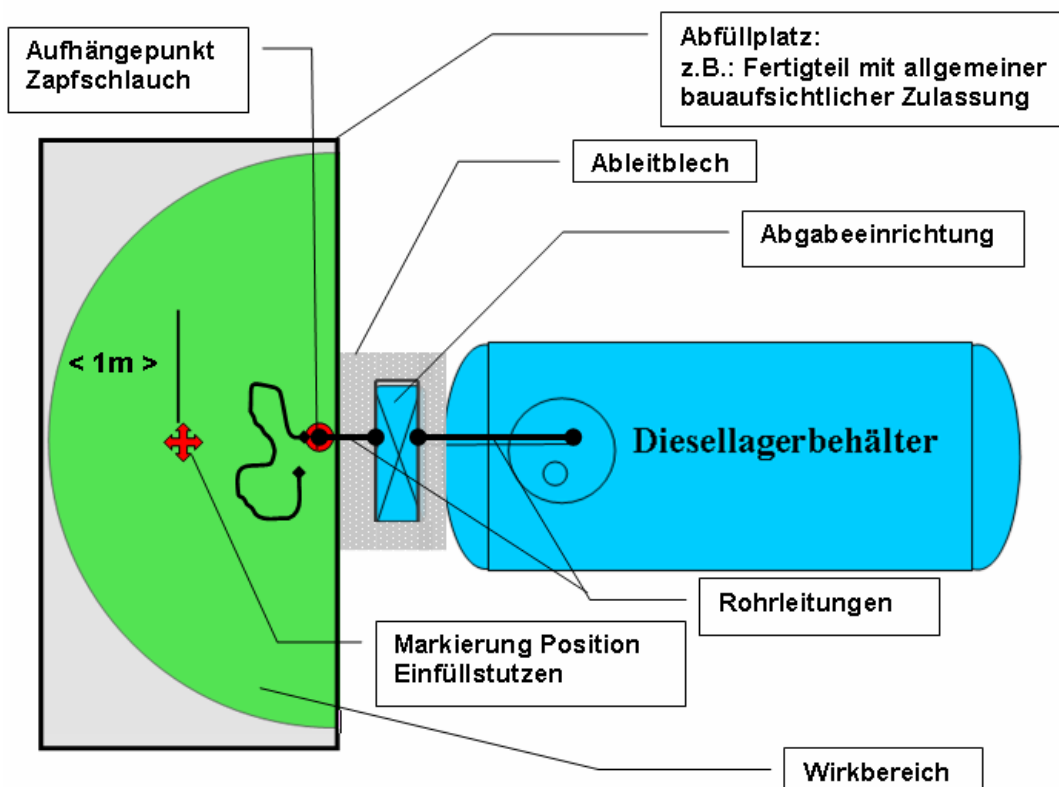 Aufhängepunkt
Zapfschlauch
Abfüllplatz:
z.B.: Fertigteil mit allgemeiner
bauaufsichtlicher Zulassung
Ableitblech
Abgabeeinrichtung
< 1m >
Diesellagerbehälter
Rohrleitungen
Markierung Position
Einfüllstutzen
Wirkbereich